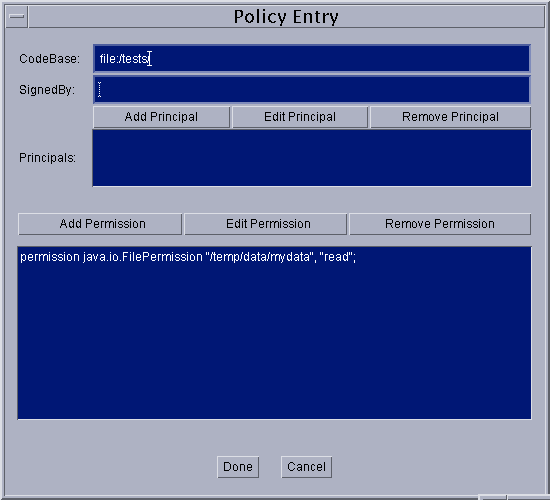 Policy Entry
CodeBase: file:/tests/
SignedBy:
Add Principal Edit Principal Remove Principal
Principals:
Add Permission Edit Permission Remove Permission
permission java.io.FilePermission "/temp/data/mydata", "read";
Done Cancel